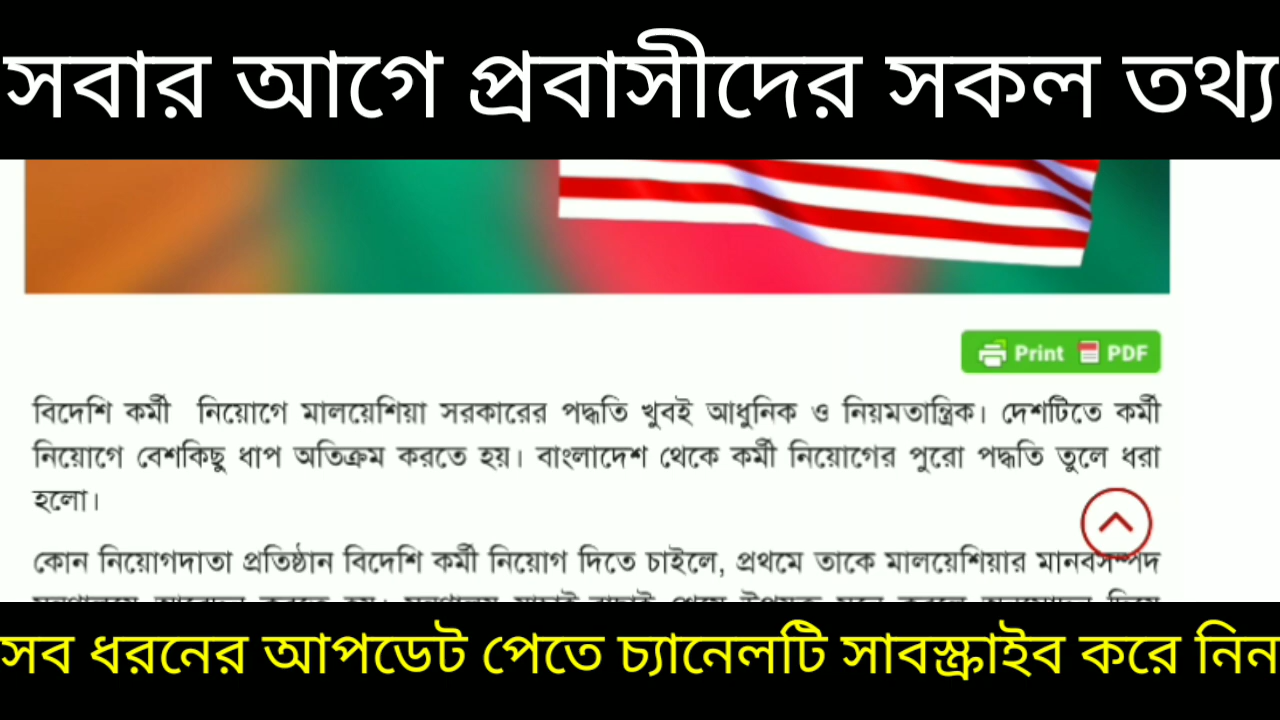 সবার আগে প্রবাসীদের সকল তথ্য
Print PDF
বিদেশি কর্মী নিয়োগে মালয়েশিয়া সরকারের পদ্ধতি খুবই আধুনিক ও নিয়মতান্ত্রিক। দেশটিতে কর্মী
নিয়োগে বেশকিছু ধাপ অতিক্রম করতে হয়। বাংলাদেশ থেকে কর্মী নিয়োগের পুরো পদ্ধতি তুলে ধরা
হলো।
কোন নিয়োগদাতা প্রতিষ্ঠান বিদেশি কর্মী নিয়োগ দিতে চাইলে, প্রথমে তাকে মালয়েশিয়ার মানবসম্পদ
সব ধরনের আপডেট পেতে চ্যানেলটি সাবস্ক্রাইব করে নিন